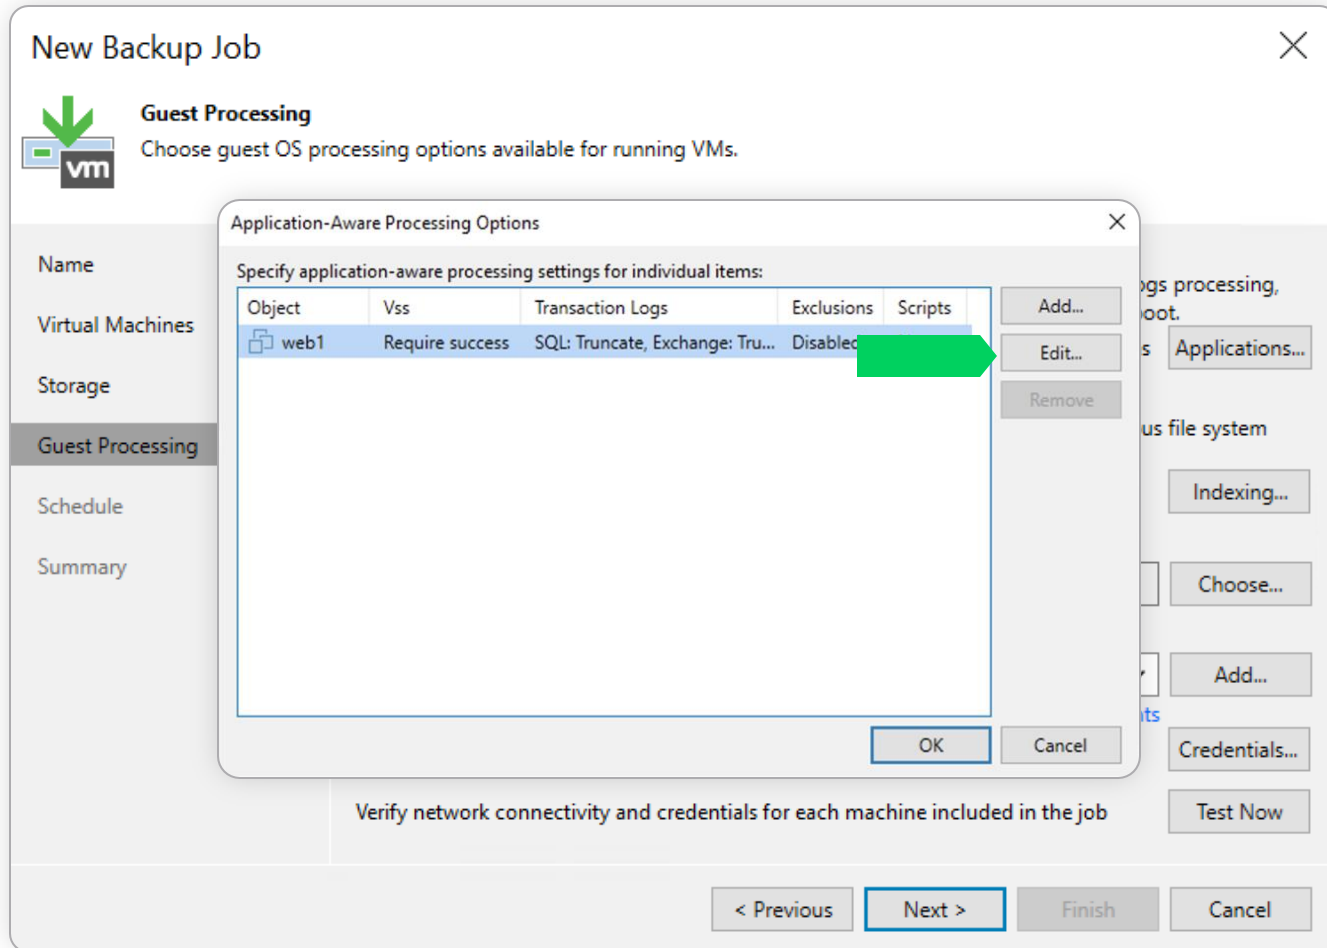 New Backup Job
Guest Processing
Choose guest OS processing options available for running VMs.
vm
Application-Aware Processing Options
Specify application-aware processing settings for individual items:
Object Vss Transaction Logs Exclusions Scripts
web1 Require success SQL: Truncate, Exchange: Tru... Disabled
Add...
Edit...
Remove
OK Cancel
Name
Virtual Machines
Storage
Guest Processing
Schedule
Summary
processing,
Applications...
file system
Indexing...
Choose...
Add...
Credentials...
Verify network connectivity and credentials for each machine included in the job
Test Now
< Previous Next > Finish Cancel